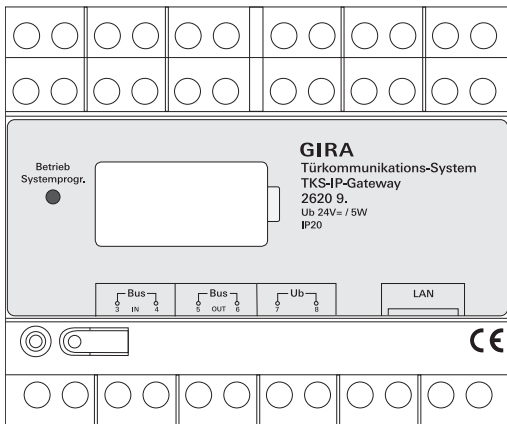 GIRA
Türkommunikations-System
TKS-IP-Gateway
2620 9.
Ub 24V= / 5W
IP20
Betrieb
Systemprogr.
Bus
3 IN 4
Bus
5 OUT 6
Ub
7 8
LAN
CE